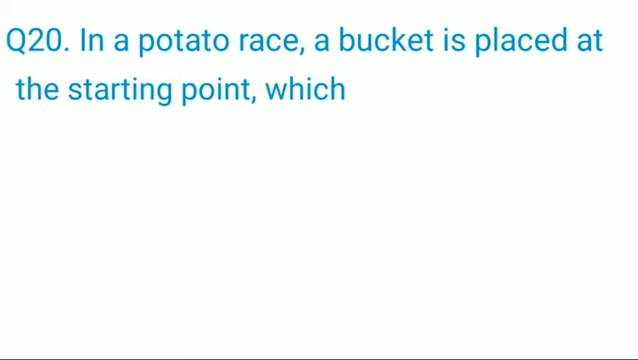 Q20. In a potato race, a bucket is placed at
the starting point, which